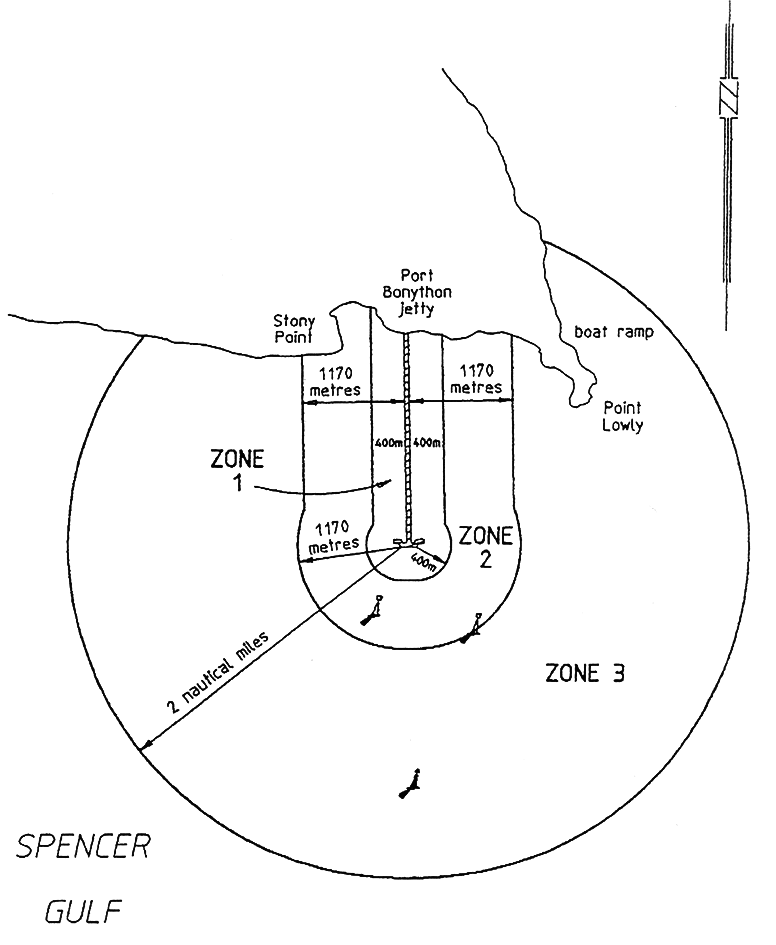 Port
Bonython
jetty
Stony
Point
boat ramp
1170
metres
1170
metres
Point
Lowly
400m
400m
ZONE
1
1170
metres
ZONE
2
400m
2 nautical miles
ZONE 3
SPENCER
GULF